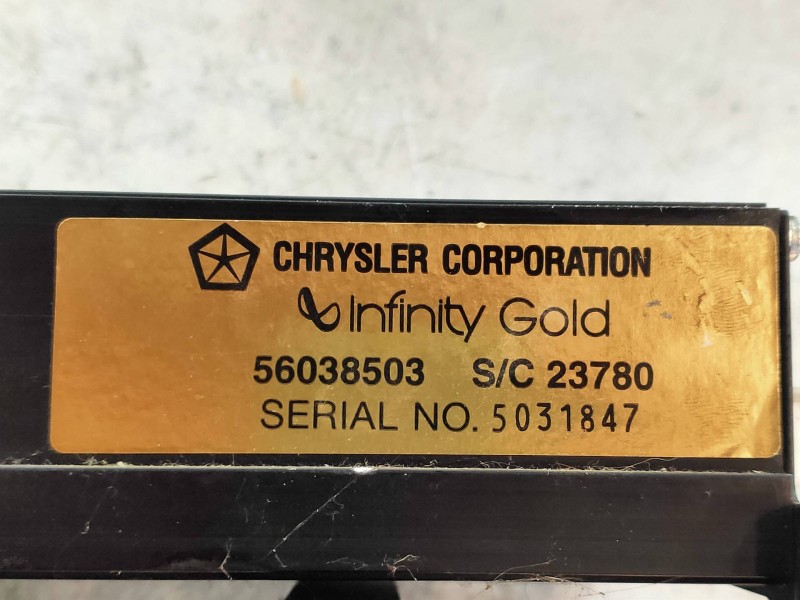 CHRYSLER CORPORATION
Infinity Gold
56038503 S/C 23780
SERIAL NO. 5031847